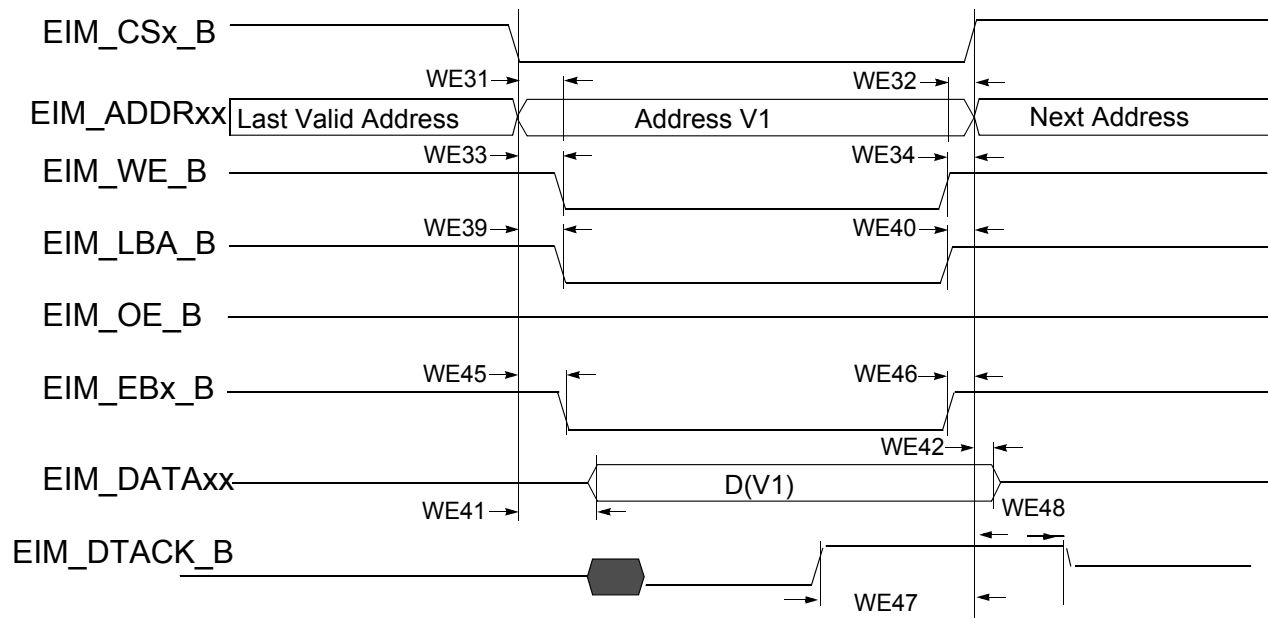 EIM_CSx_B
WE31
WE32
EIM_ADDRxx
Last Valid Address
Address V1
Next Address
WE33
WE34
EIM_WE_B
WE39
WE40
EIM_LBA_B
EIM_OE_B
WE45
WE46
EIM_EBx_B
WE42
EIM_DATAxx
D(V1)
WE41
WE48
EIM_DTACK_B
WE47